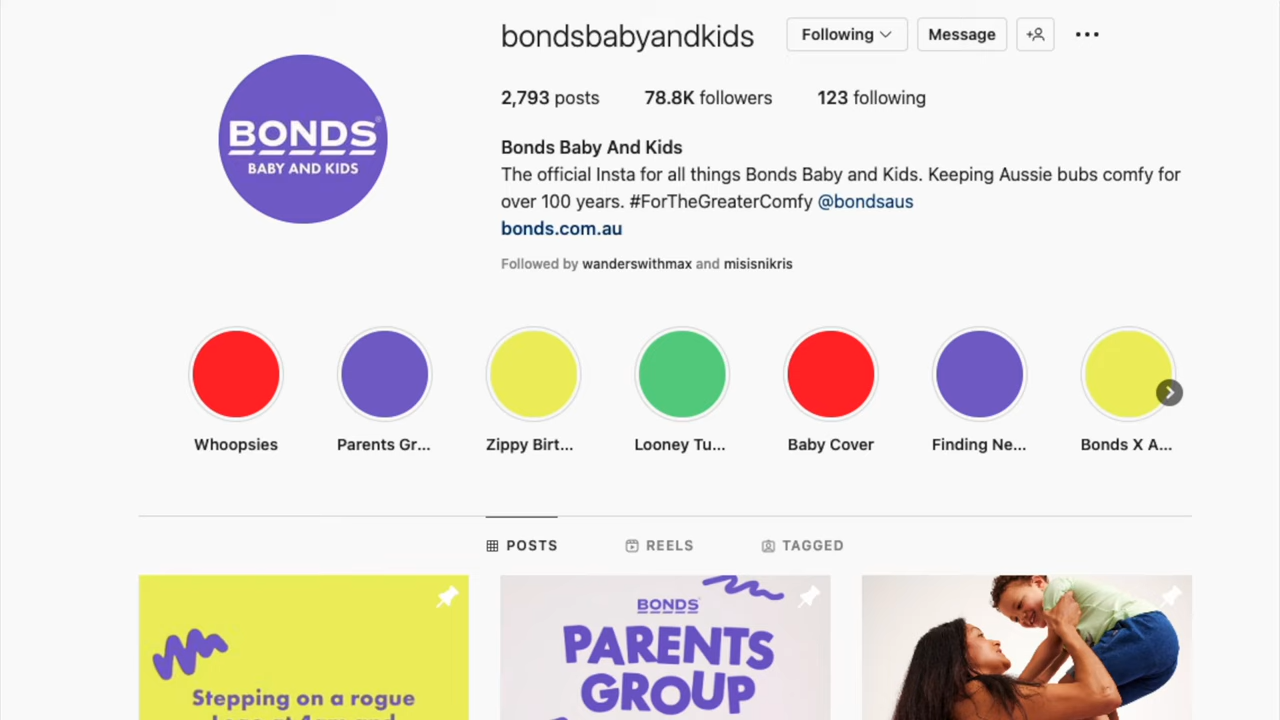 bondsbabyandkids
Following
Message
2,793 posts
78.8K followers
123 following
BONDS®
BABY AND KIDS
Bonds Baby And Kids
The official Insta for all things Bonds Baby and Kids. Keeping Aussie bubs comfy for
over 100 years. #ForTheGreaterComfy @bondsaus
bonds.com.au
Followed by wanderswithmax and misisnikris
Whoopsies
Parents Gr...
Zippy Birt...
Looney Tu...
Baby Cover
Finding Ne...
Bonds X A...
POSTS
REELS
TAGGED
Stepping on a rogue
BONDS
PARENTS
GROUP